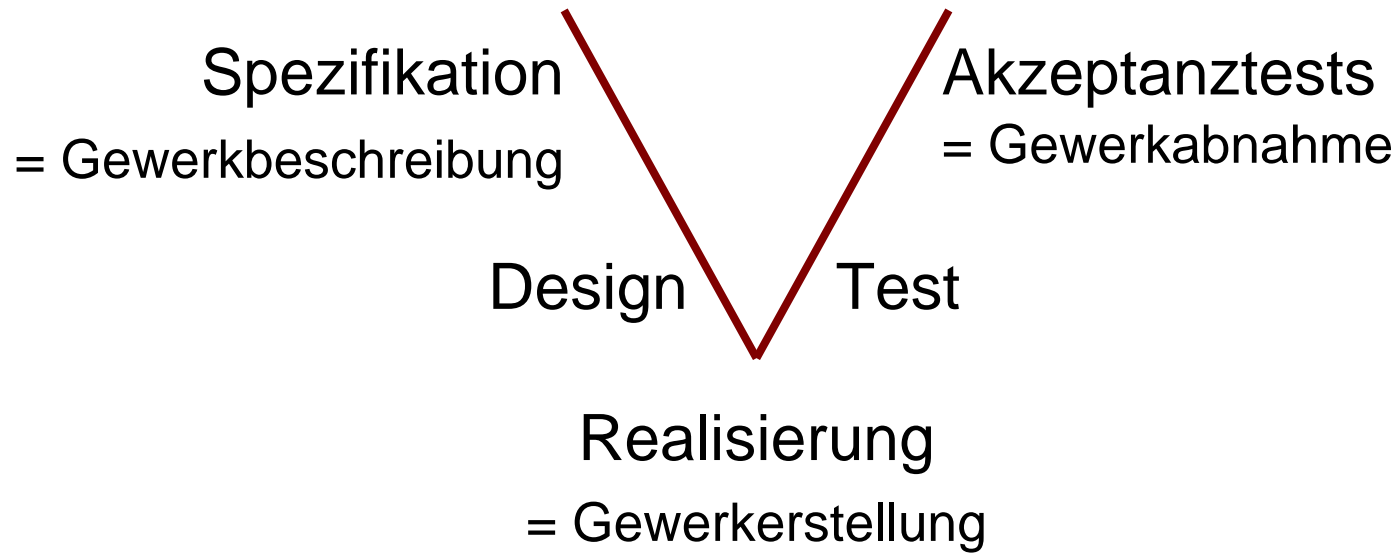 Spezifikation
= Gewerkbeschreibung
Akzeptanztests
= Gewerkabnahme
Design
Test
Realisierung
= Gewerkerstellung